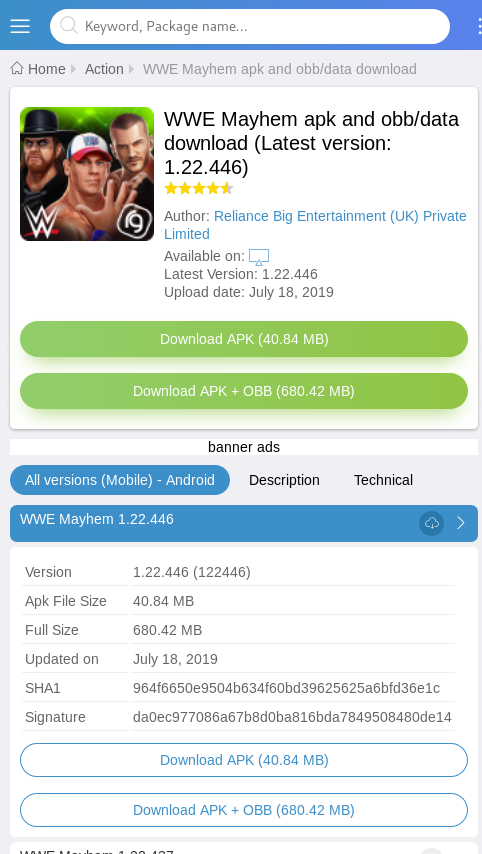 Keyword, Package name...
Home Action WWE Mayhem apk and obb/data download
WWE Mayhem apk and obb/data
download (Latest version:
1.22.446)
Author: Reliance Big Entertainment (UK) Private
Limited
Available on:
Latest Version: 1.22.446
Upload date: July 18, 2019
Download APK (40.84 MB)
Download APK + OBB (680.42 MB)
banner ads
All versions (Mobile) - Android Description Technical
WWE Mayhem 1.22.446
Version 1.22.446 (122446)
Apk File Size 40.84 MB
Full Size 680.42 MB
Updated on July 18, 2019
SHA1 964f6650e9504b634f60bd39625625a6bfd36e1c
Signature da0ec977086a67b8d0ba816bda7849508480de14
Download APK (40.84 MB)
Download APK + OBB (680.42 MB)
WWE Mayhem 1.22.437